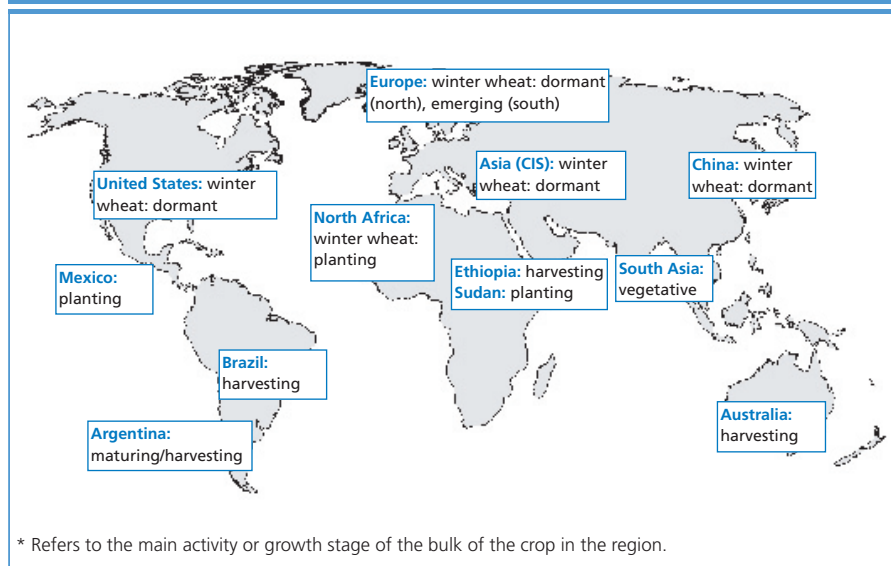 Europe: winter wheat: dormant
(north), emerging (south)
Asia (CIS): winter
wheat: dormant
China: winter
wheat: dormant
United States: winter
wheat: dormant
North Africa:
winter wheat:
planting
Ethiopia: harvesting
Sudan: planting
South Asia:
vegetative
Mexico:
planting
Brazil:
harvesting
Argentina:
maturing/harvesting
Australia:
harvesting
* Refers to the main activity or growth stage of the bulk of the crop in the region.